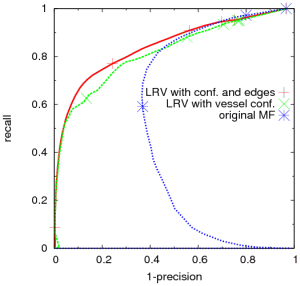 1
0.8
0.6
0.4
0.2
0
0
0.2
0.4
0.6
0.8
1
recall
1-precision
LRV with conf. and edges
LRV with vessel conf.
original MF